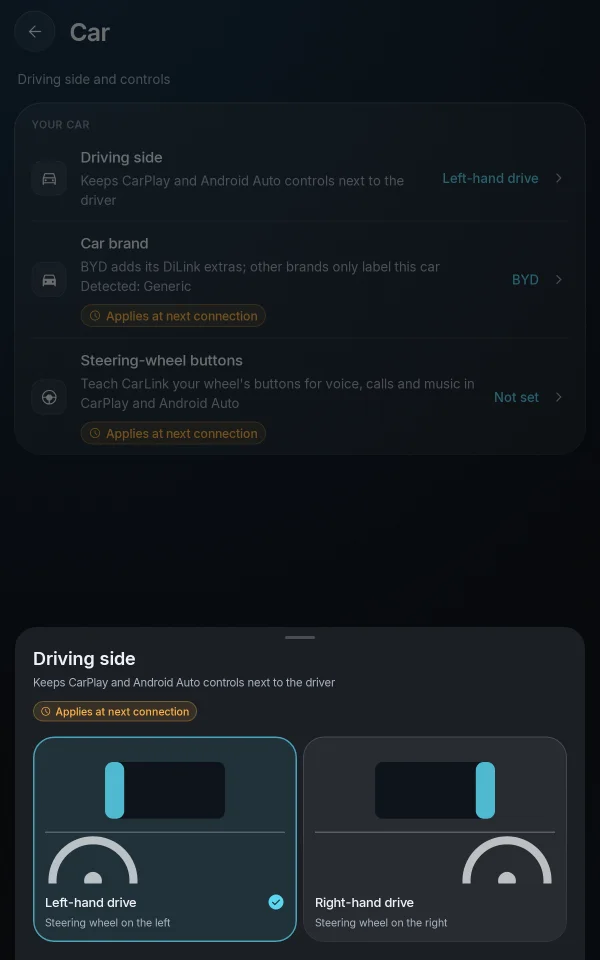 Car
Driving side and controls
YOUR CAR
Driving side
Keeps CarPlay and Android Auto controls next to the
driver
Left-hand drive
Car brand
BYD adds its DiLink extras; other brands only label this car
Detected: Generic
BYD
Applies at next connection
Steering-wheel buttons
Teach CarLink your wheel's buttons for voice, calls and music in
CarPlay and Android Auto
Not set
Applies at next connection
Driving side
Keeps CarPlay and Android Auto controls next to the driver
Applies at next connection
Left-hand drive
Steering wheel on the left
Right-hand drive
Steering wheel on the right